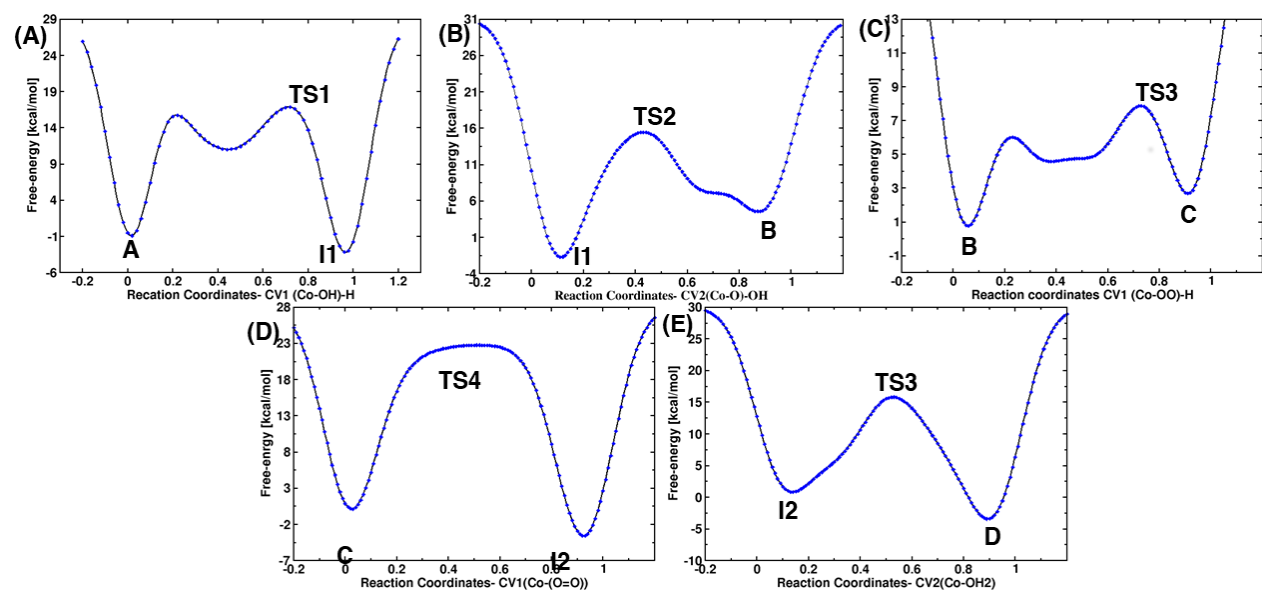 (A)
29
24
19
14
9
4
-1
-6
Free-energy [kcal/mol]
TS1
A
I1
-0.2 0 0.2 0.4 0.6 0.8 1 1.2
Recation Coordinates- CV1 (Co-OH)-H
(B)
31
26
21
16
11
6
1
-4
Free-energy [kcal/mol]
TS2
I1
B
-0.2 0 0.2 0.4 0.6 0.8 1
Reaction Coordinates- CV2(Co-O)-OH
(C)
13
11
9
7
5
3
1
-1
Free-energy [kcal/mol]
TS3
B
C
-0.2 0 0.2 0.4 0.6 0.8 1
Reaction coordinates CV1 (Co-OO)-H
(D)
28
23
18
13
8
3
-2
-7
Free-energy [kcal/mol]
TS4
C
I2
-0.2 0 0.2 0.4 0.6 0.8 1
Reaction Coordinates- CV1(Co-(O=O))
(E)
30
25
20
15
10
5
0
-5
-10
Free-energy [kcal/mol]
TS3
I2
D
-0.2 0 0.2 0.4 0.6 0.8 1
Reaction Coordinates- CV2(Co-OH2)